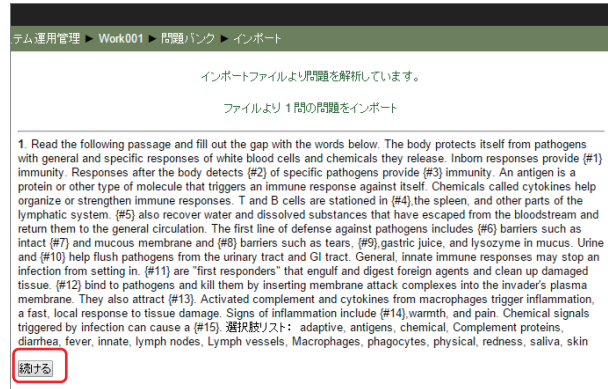 テム運用管理 ► Work001 ► 問題バンク ► インポート
インポートファイルより問題を解析しています。
ファイルより 1 問の問題をインポート
1. Read the following passage and fill out the gap with the words below. The body protects itself from pathogens
with general and specific responses of white blood cells and chemicals they release. Inborn responses provide {#1}
immunity. Responses after the body detects {#2} of specific pathogens provide {#3} immunity. An antigen is a
protein or other type of molecule that triggers an immune response against itself. Chemicals called cytokines help
organize or strengthen immune responses. T and B cells are stationed in {#4},the spleen, and other parts of the
lymphatic system. {#5} also recover water and dissolved substances that have escaped from the bloodstream and
return them to the general circulation. The first line of defense against pathogens includes {#6} barriers such as
intact {#7} and mucous membrane and {#8} barriers such as tears, {#9},gastric juice, and lysozyme in mucus. Urine
and {#10} help flush pathogens from the urinary tract and GI tract. General, innate immune responses may stop an
infection from setting in. {#11} are "first responders" that engulf and digest foreign agents and clean up damaged
tissue. {#12} bind to pathogens and kill them by inserting membrane attack complexes into the invader's plasma
membrane. They also attract {#13}. Activated complement and cytokines from macrophages trigger inflammation,
a fast, local response to tissue damage. Signs of inflammation include {#14},warmth, and pain. Chemical signals
triggered by infection can cause a {#15}. 選択肢リスト： adaptive, antigens, chemical, Complement proteins,
diarrhea, fever, innate, lymph nodes, Lymph vessels, Macrophages, phagocytes, physical, redness, saliva, skin
続ける